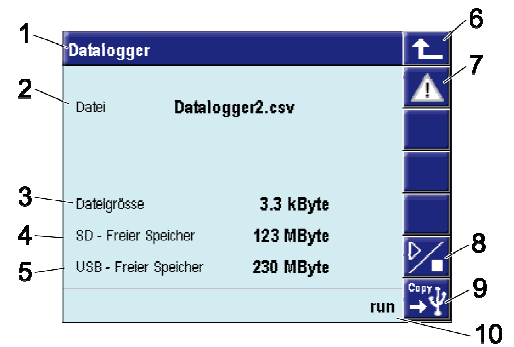 1
Datalogger
6
7
2
Datei Datalogger2.csv
3
Dateigrösse 3.3 kByte
4
SD - Freier Speicher 123 MByte
5
USB - Freier Speicher 230 MByte
8
Copy
9
run
10